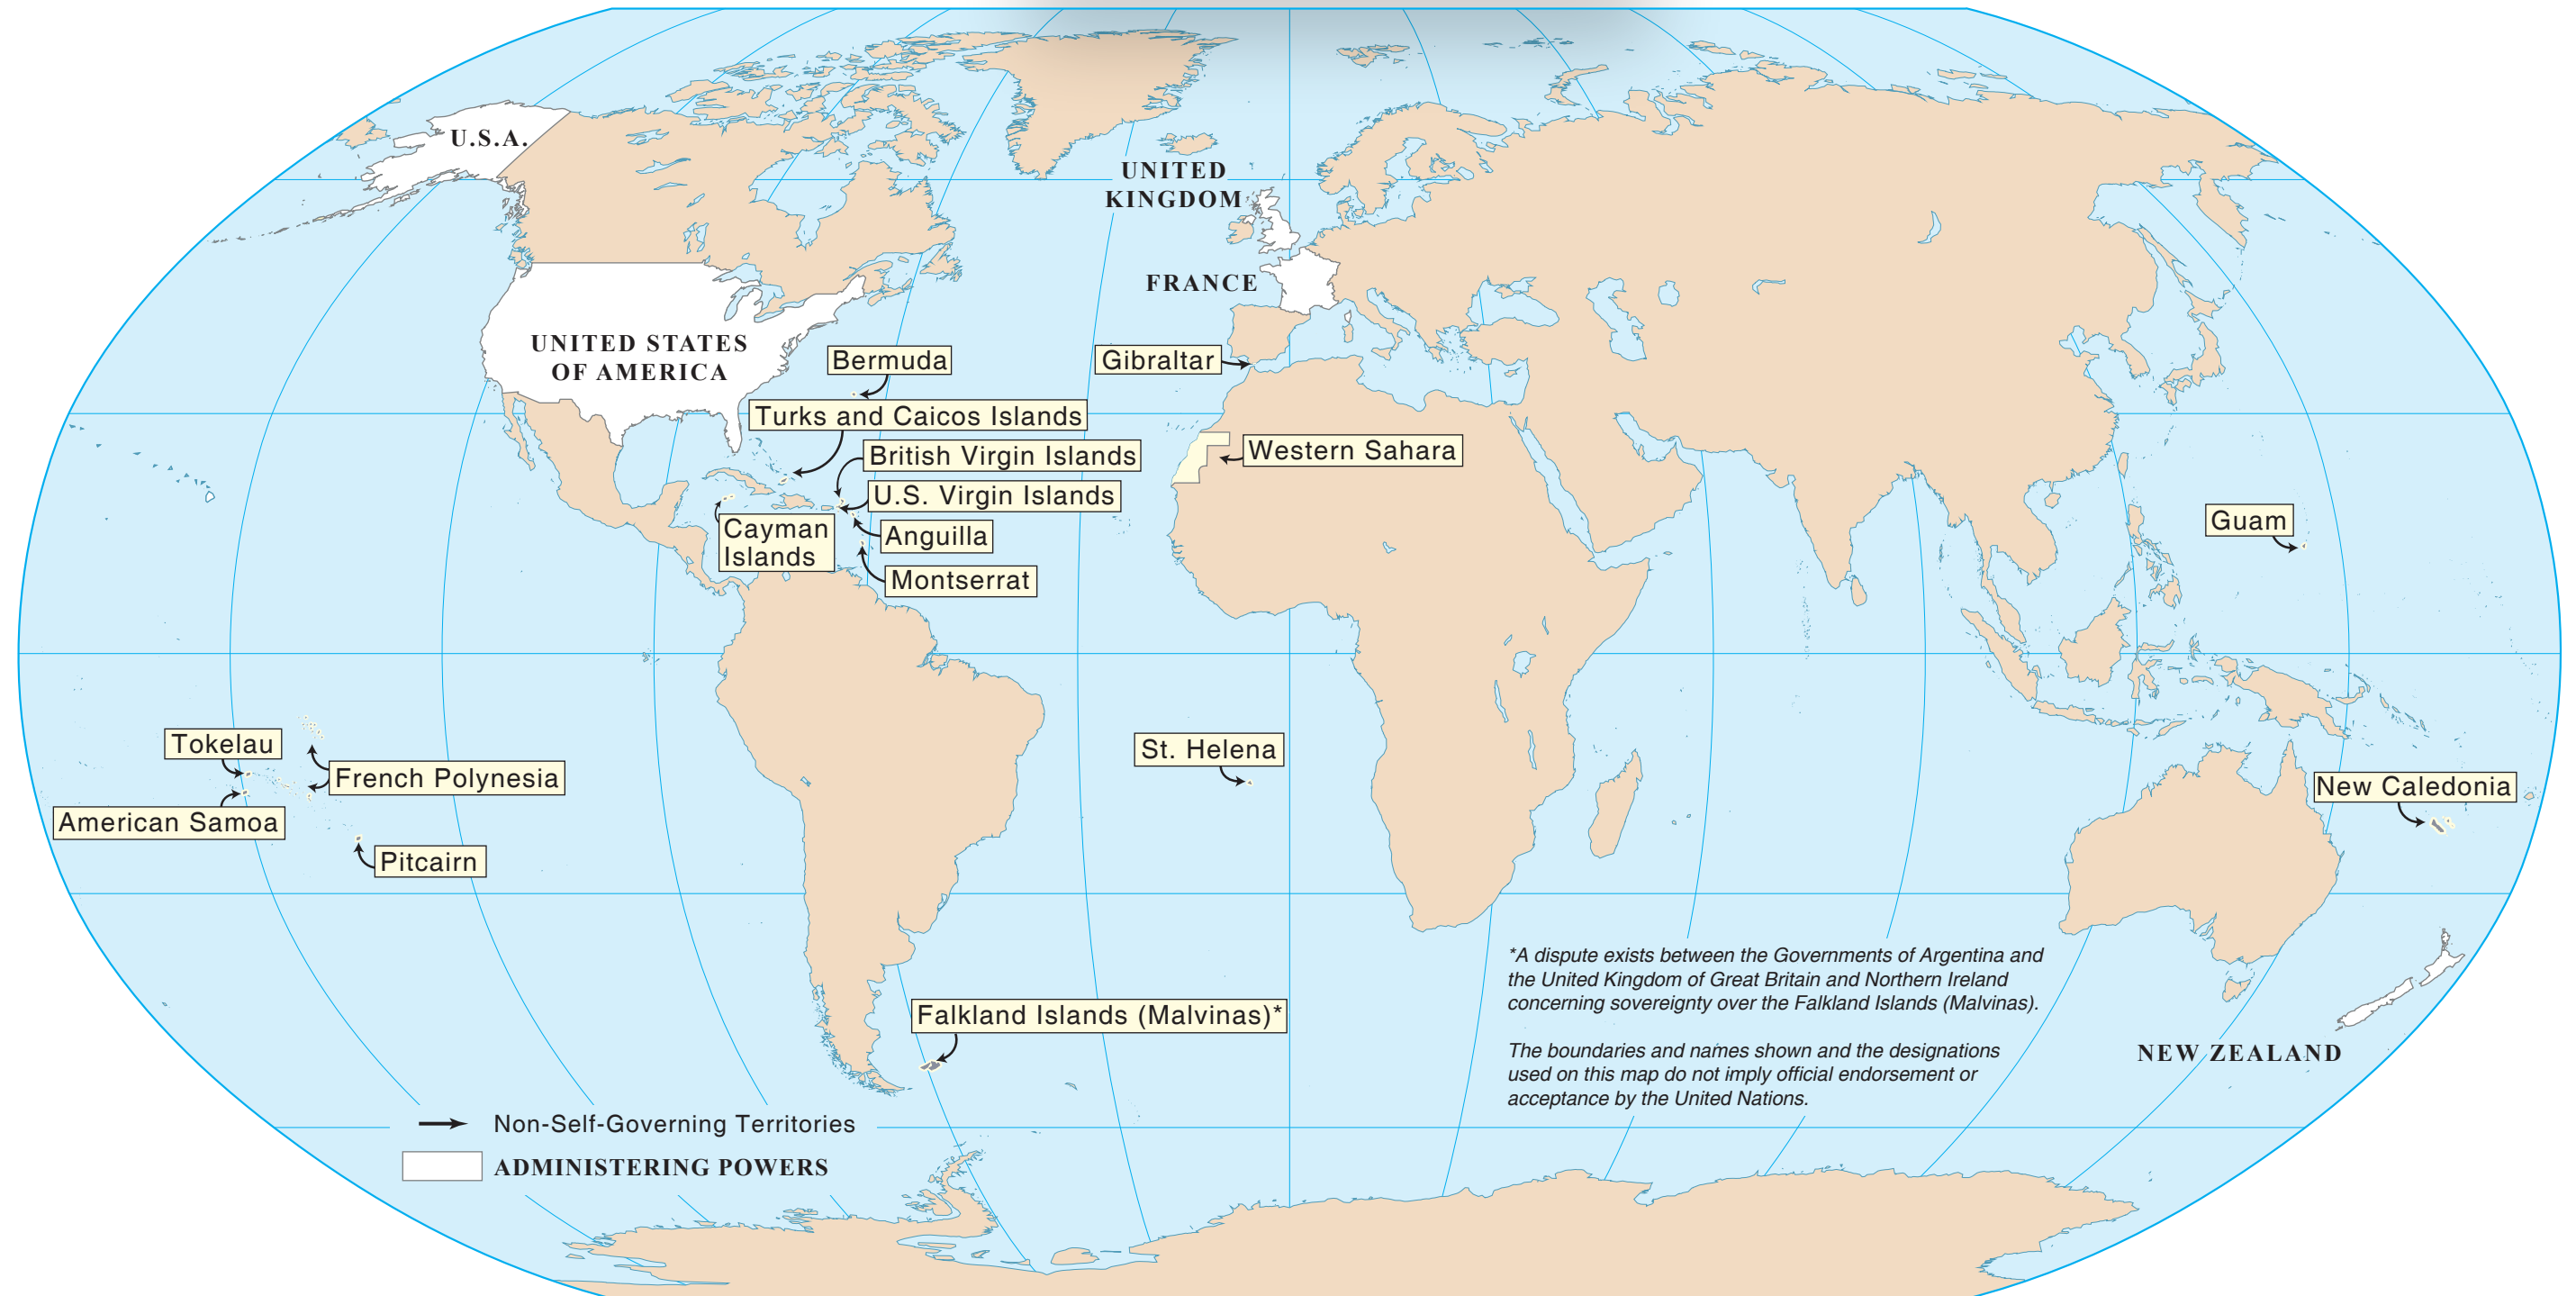 U.S.A.
UNITED
KINGDOM
FRANCE
UNITED STATES
OF AMERICA
Bermuda
Gibraltar
Turks and Caicos Islands
British Virgin Islands
Western Sahara
U.S. Virgin Islands
Cayman
Islands
Anguilla
Montserrat
Guam
Tokelau
French Polynesia
American Samoa
Pitcairn
St. Helena
New Caledonia
Falkland Islands (Malvinas)*
*A dispute exists between the Governments of Argentina and
the United Kingdom of Great Britain and Northern Ireland
concerning sovereignty over the Falkland Islands (Malvinas).
The boundaries and names shown and the designations
used on this map do not imply official endorsement or
acceptance by the United Nations.
NEW ZEALAND
Non-Self-Governing Territories
ADMINISTERING POWERS